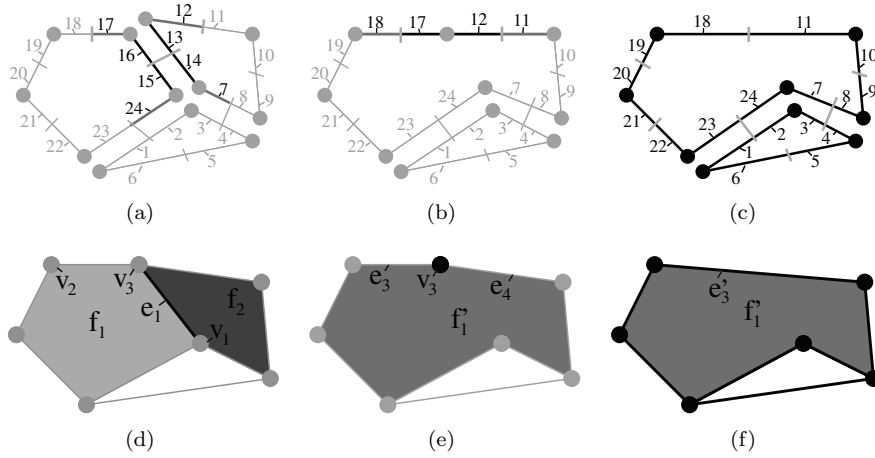 18 17 12 11
19 16 13 10
20 15 14 7 8 9
21 24
22 23 1 2 3 4
6 5
(a)
18 17 12 11
19 10
20 24 7 8 9
21 23 2 3 4
22 1
6 5
(b)
18 11
19 10
20 24 7 8 9
21 23 2 3 4
22 1
6 5
(c)
v2 v3 e1 f2
f1 v1
(d)
e3 v3 e4
f1'
(e)
e3'
f1'
(f)